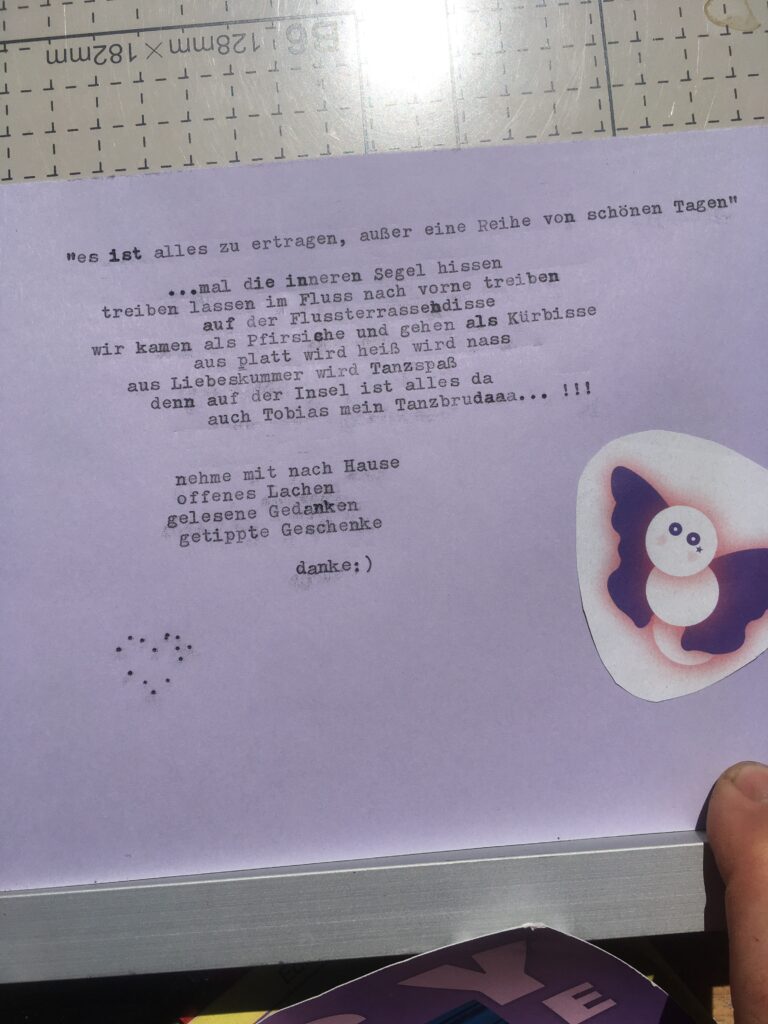 B6 128mm × 182mm
"es ist alles zu ertragen, außer eine Reihe von schönen Tagen"
...mal die inneren Segel hissen
treiben lassen im Fluss nach vorne treiben
auf der Flussterrassendisse
wir kamen als Pfirsiche und gehen als Kürbisse
aus platt wird heiß wird nass
aus Liebeskummer wird Tanzspaß
denn auf der Insel ist alles da
auch Tobias mein Tanzbrudaaa... !!!
nehme mit nach Hause
offenes Lachen
gelesene Gedanken
getippte Geschenke
danke:)
YE